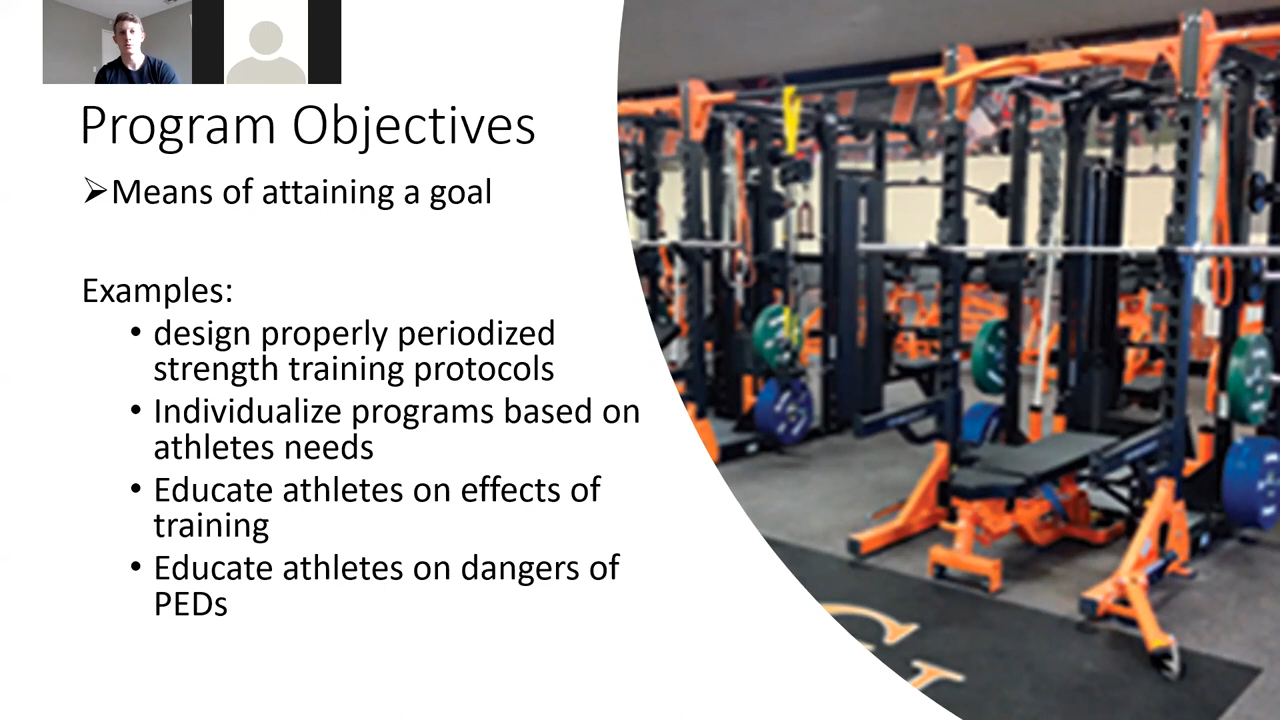 Program Objectives
➢Means of attaining a goal
Examples:
• design properly periodized
strength training protocols
• Individualize programs based on
athletes needs
• Educate athletes on effects of
training
• Educate athletes on dangers of
PEDs